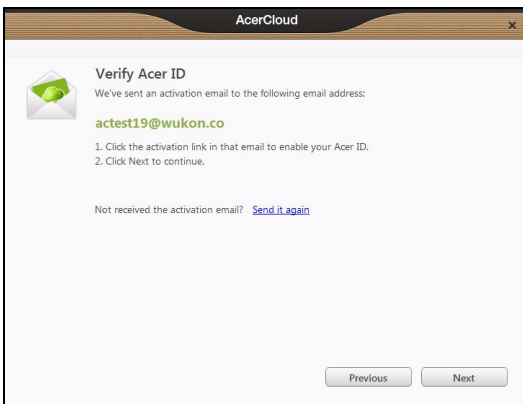 AcerCloud
Verify Acer ID
We've sent an activation email to the following email address:
actest19@wukon.co
1. Click the activation link in that email to enable your Acer ID.
2. Click Next to continue.
Not received the activation email? Send it again
Previous Next